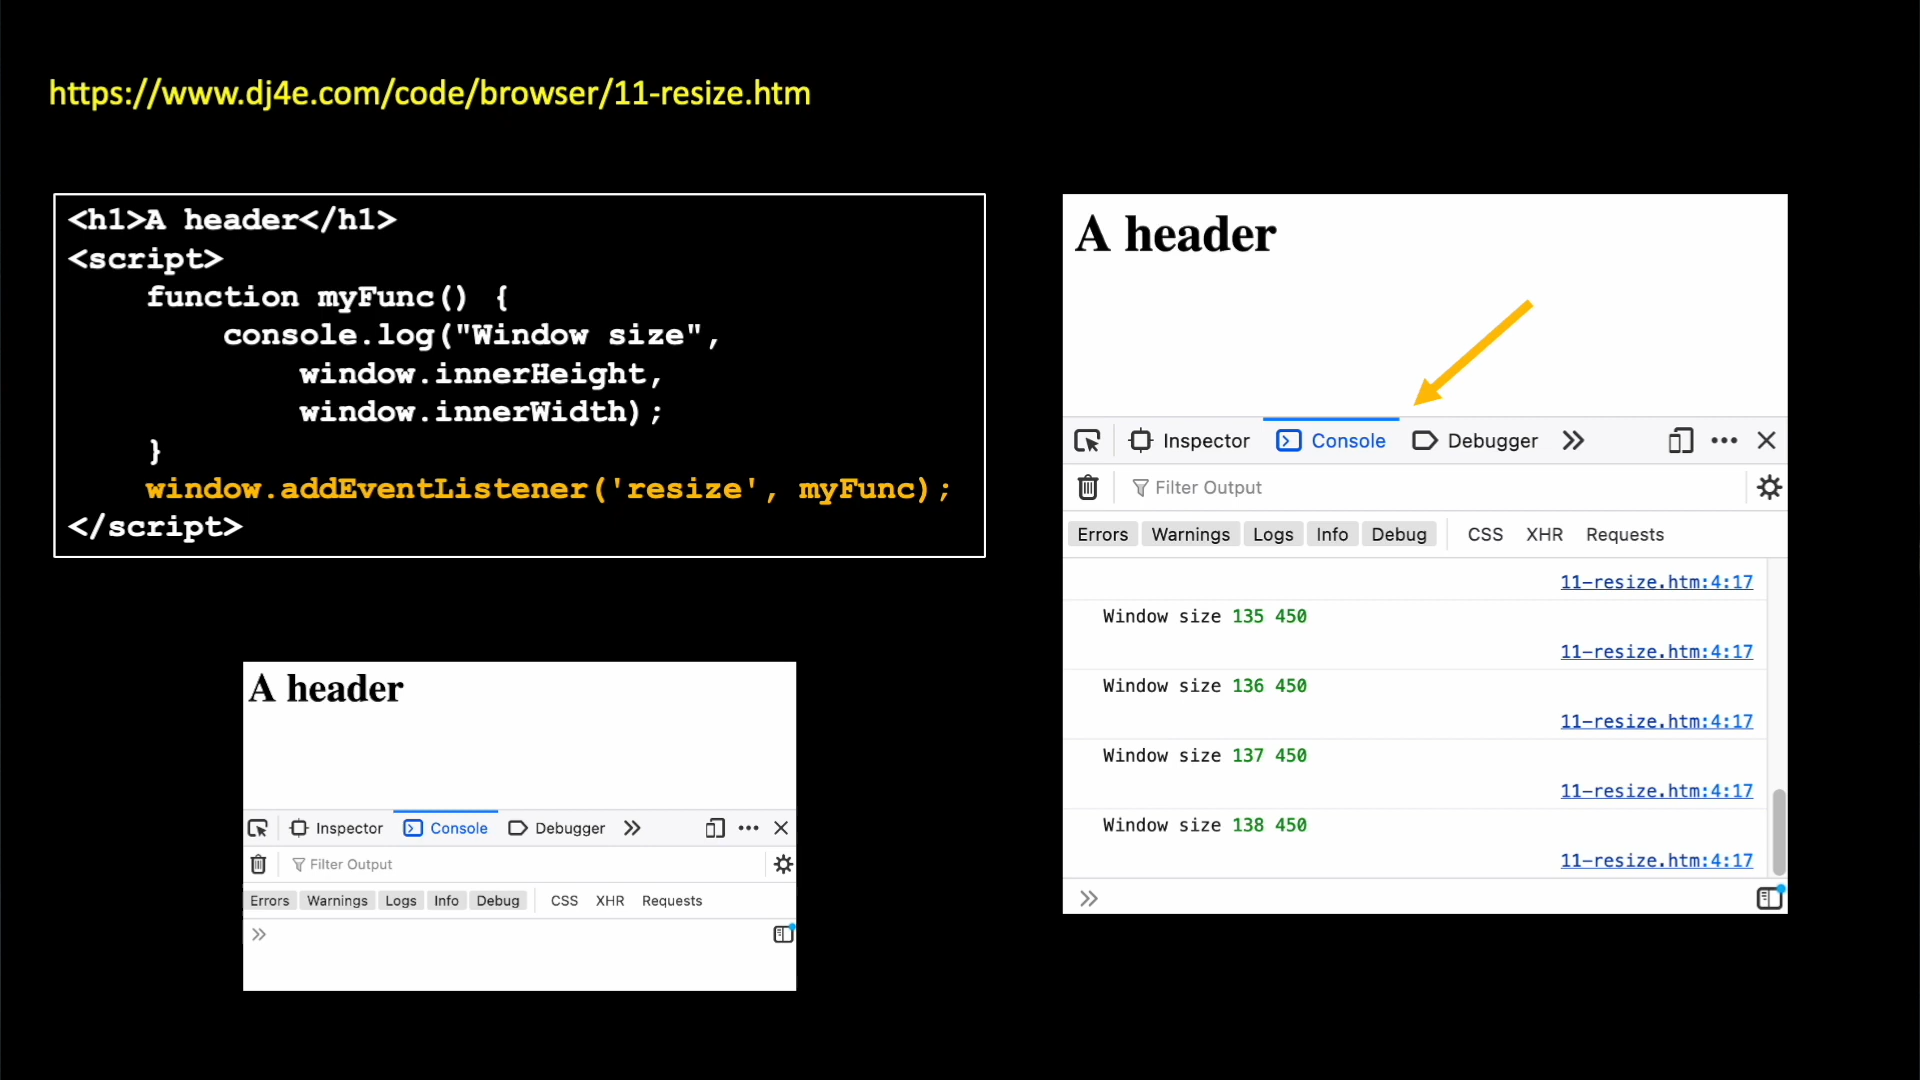 https://www.dj4e.com/code/browser/11-resize.htm
<h1>A header</h1>
<script>
    function myFunc() {
        console.log("Window size",
            window.innerHeight,
            window.innerWidth);
    }
    window.addEventListener('resize', myFunc);
</script>
A header
Inspector Console Debugger
Filter Output
Errors Warnings Logs Info Debug CSS XHR Requests
A header
Inspector Console Debugger
Filter Output
Errors Warnings Logs Info Debug CSS XHR Requests
11-resize.htm:4:17
Window size 135 450
11-resize.htm:4:17
Window size 136 450
11-resize.htm:4:17
Window size 137 450
11-resize.htm:4:17
Window size 138 450
11-resize.htm:4:17